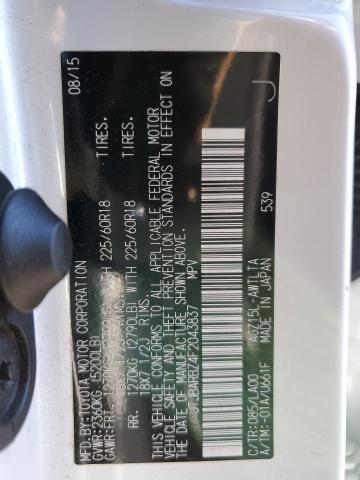 MFD.BY:TOYOTA MOTOR CORPORATION 08/15
GVWR:2360KG (5200LB)
GAWR:FRT. WITH 225/60R18 TIRES.
18X7 1/2J RIMS.
RR. 1270KG (2790LB) WITH 225/60R18 TIRES.
18X7 1/2J RIMS.
THIS VEHICLE CONFORMS TO ALL APPLICABLE FEDERAL MOTOR
VEHICLE SAFETY AND THEFT PREVENTION STANDARDS IN EFFECT ON
THE DATE OF MANUFACTURE SHOWN ABOVE.
MPV
C/TR:085/LA00 AGZ15L-AWTLTA 539
A/TM:-01A/U661F MADE IN JAPAN
J